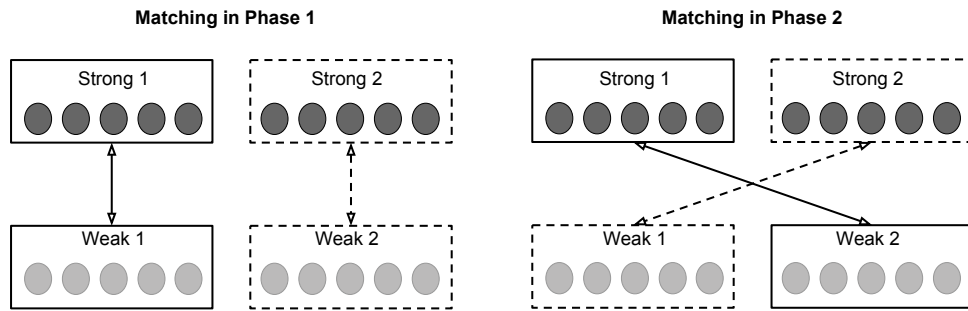 Matching in Phase 1
Matching in Phase 2
Strong 1
Strong 2
Strong 1
Strong 2
Weak 1
Weak 2
Weak 1
Weak 2